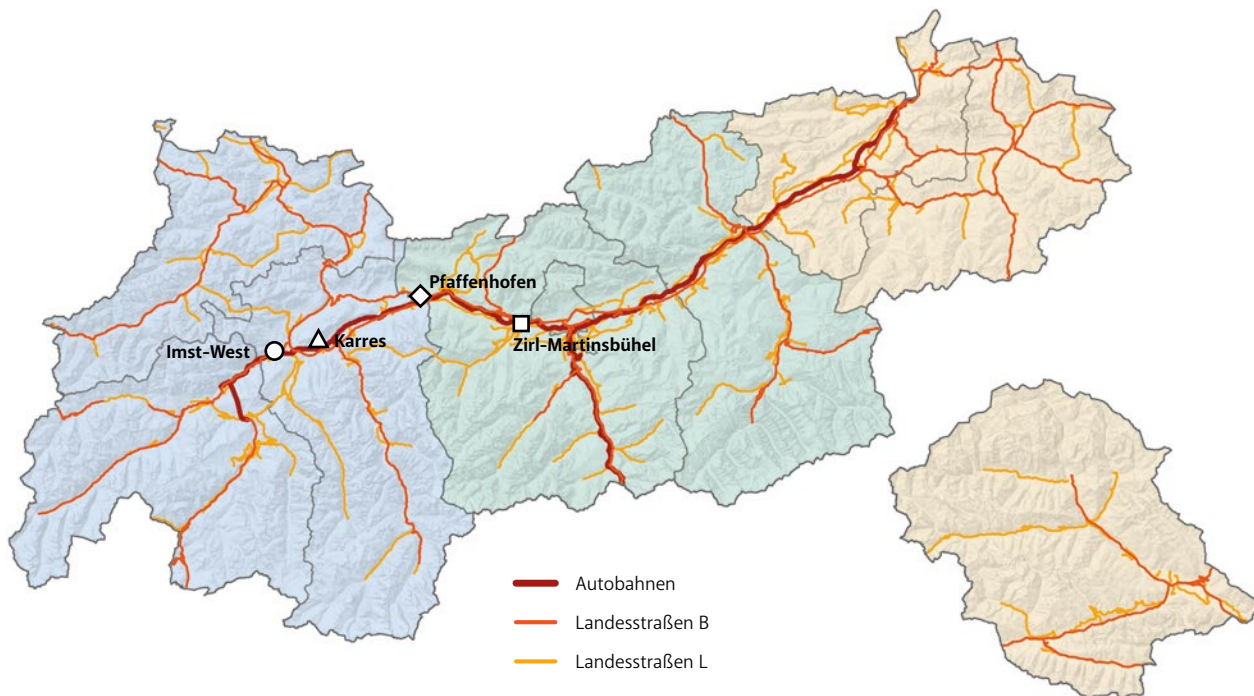 Pfaffenhofen
Imst-West
Karres
Zirl-Martinsbühel
Autobahnen
Landesstraßen B
Landesstraßen L